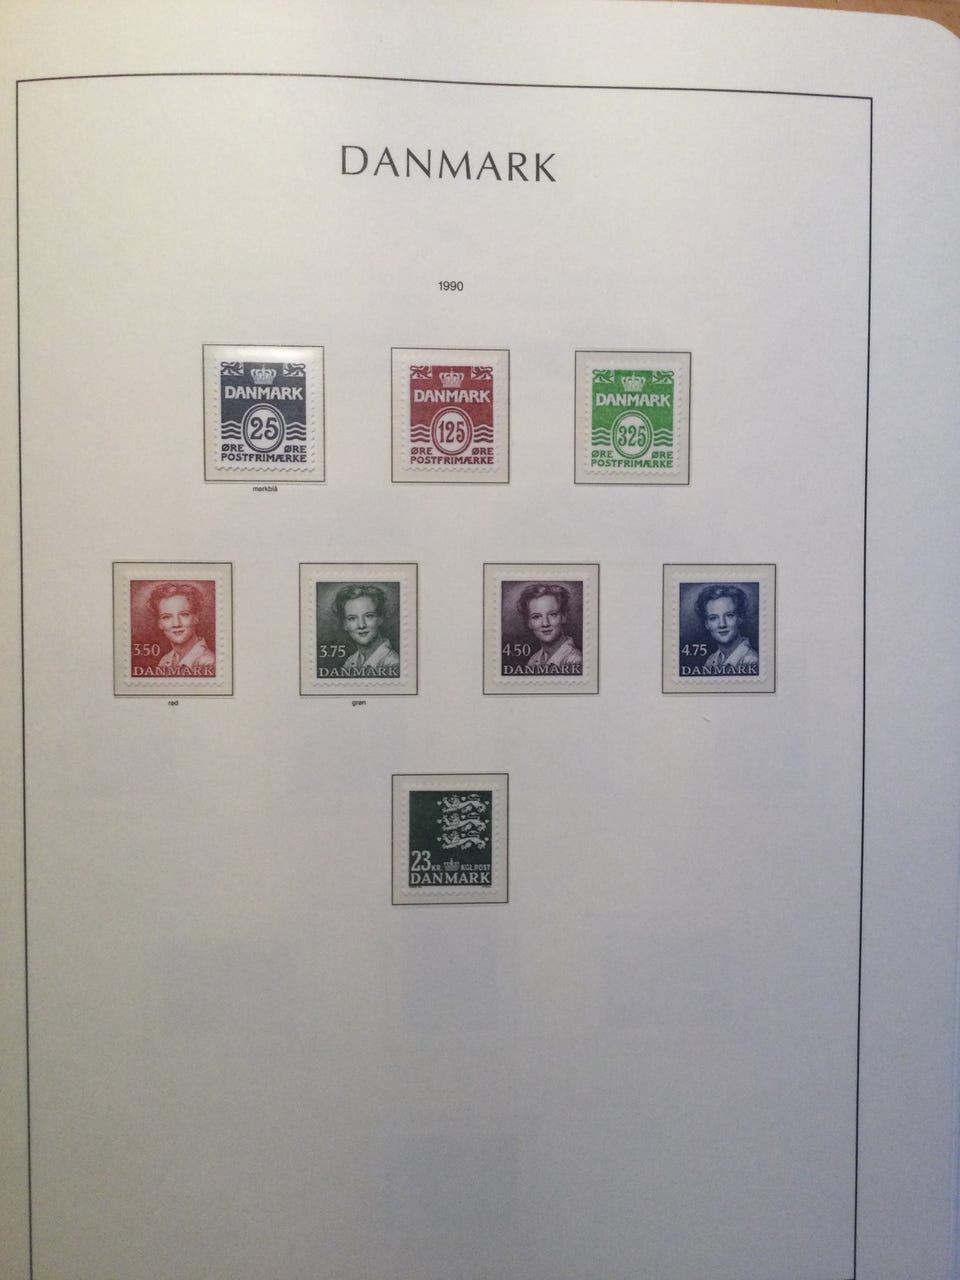 DANMARK
1990
DANMARK
25
ØRE ØRE
POSTFRIMÆRKE
mørkblå
DANMARK
125
ØRE ØRE
POSTFRIMÆRKE
DANMARK
325
ØRE ØRE
POSTFRIMÆRKE
3.50
DANMARK
rød
3.75
DANMARK
grøn
4.50
DANMARK
4.75
DANMARK
23 KR. KGL.POST
DANMARK